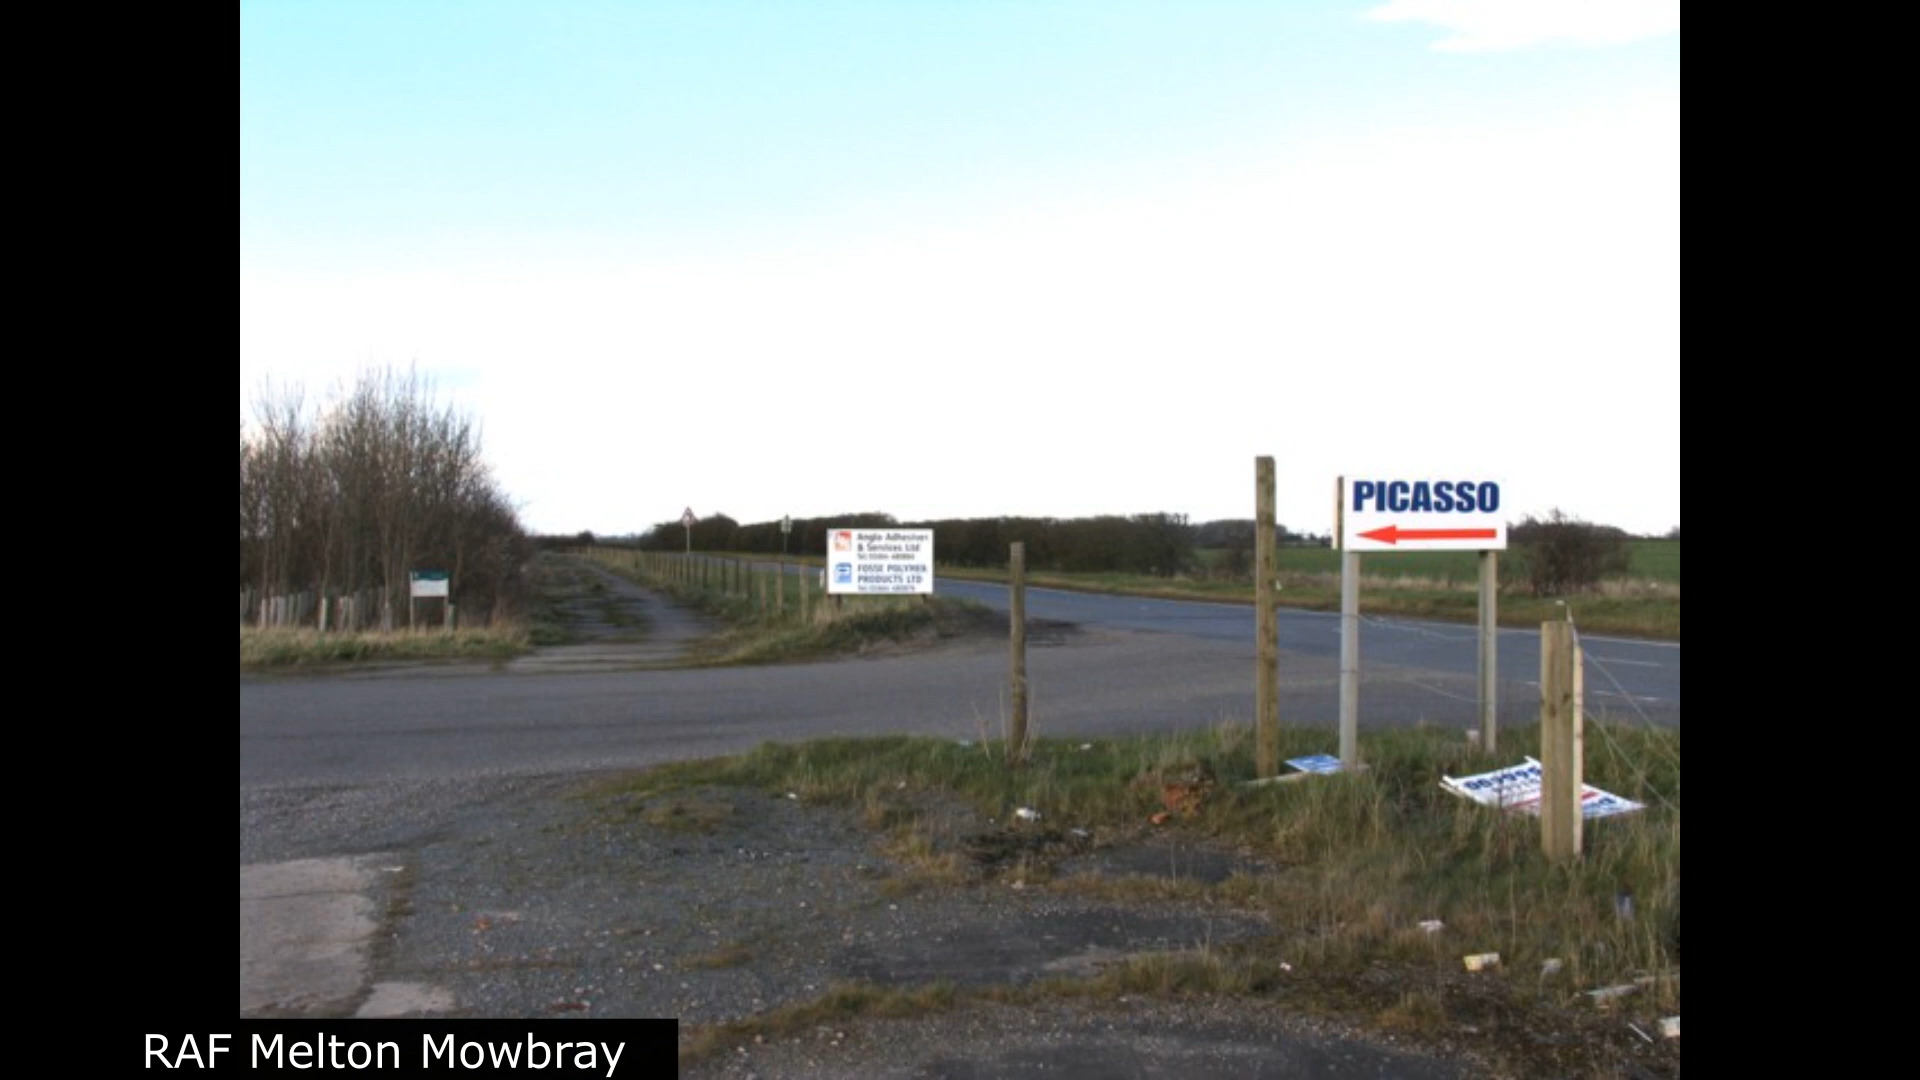 PICASSO
Anglo Adhesives
& Services Ltd
FOSSE POLYMER
PRODUCTS LTD
RAF Melton Mowbray